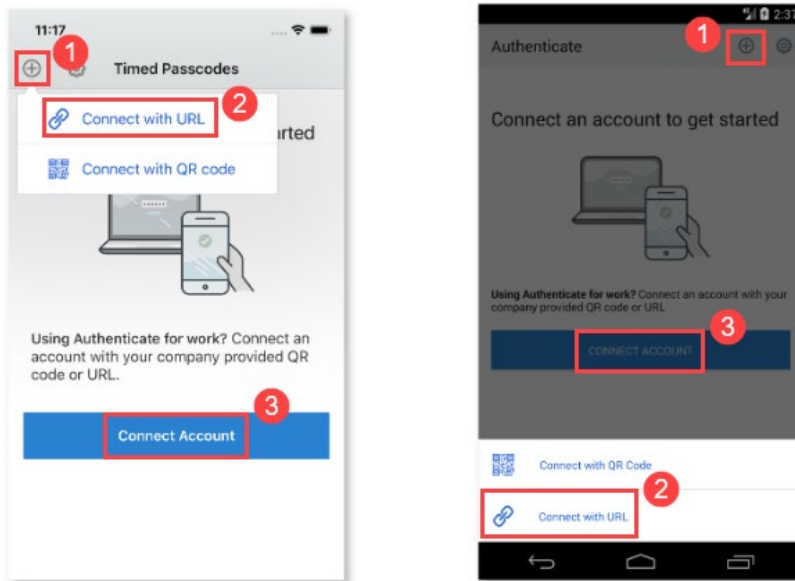 11:17
1
Timed Passcodes
Connect with URL
2
rted
Connect with QR code
Using Authenticate for work? Connect an
account with your company provided QR
code or URL.
3
Connect Account
2:37
Authenticate
1
Connect an account to get started
Using Authenticate for work? Connect an account with your
company provided QR code or URL
3
CONNECT ACCOUNT
Connect with QR Code
2
Connect with URL